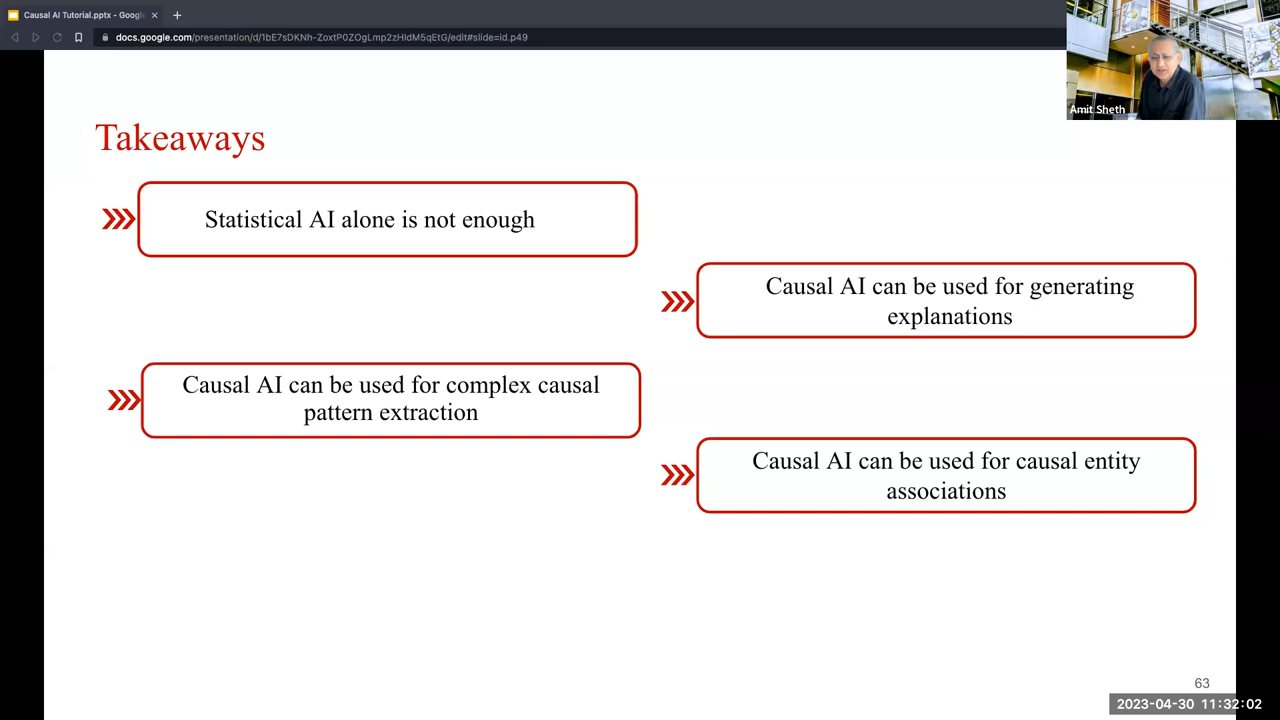 Causal AI Tutorial.pptx - Google
docs.google.com/presentation/d/1bE7sDKNh-ZoxtP0ZOgLmp2zHldM5qEtG/edit#slide=id.p49
Amit Sheth
Takeaways
Statistical AI alone is not enough
Causal AI can be used for generating
explanations
Causal AI can be used for complex causal
pattern extraction
Causal AI can be used for causal entity
associations
63
2023-04-30 11:32:02